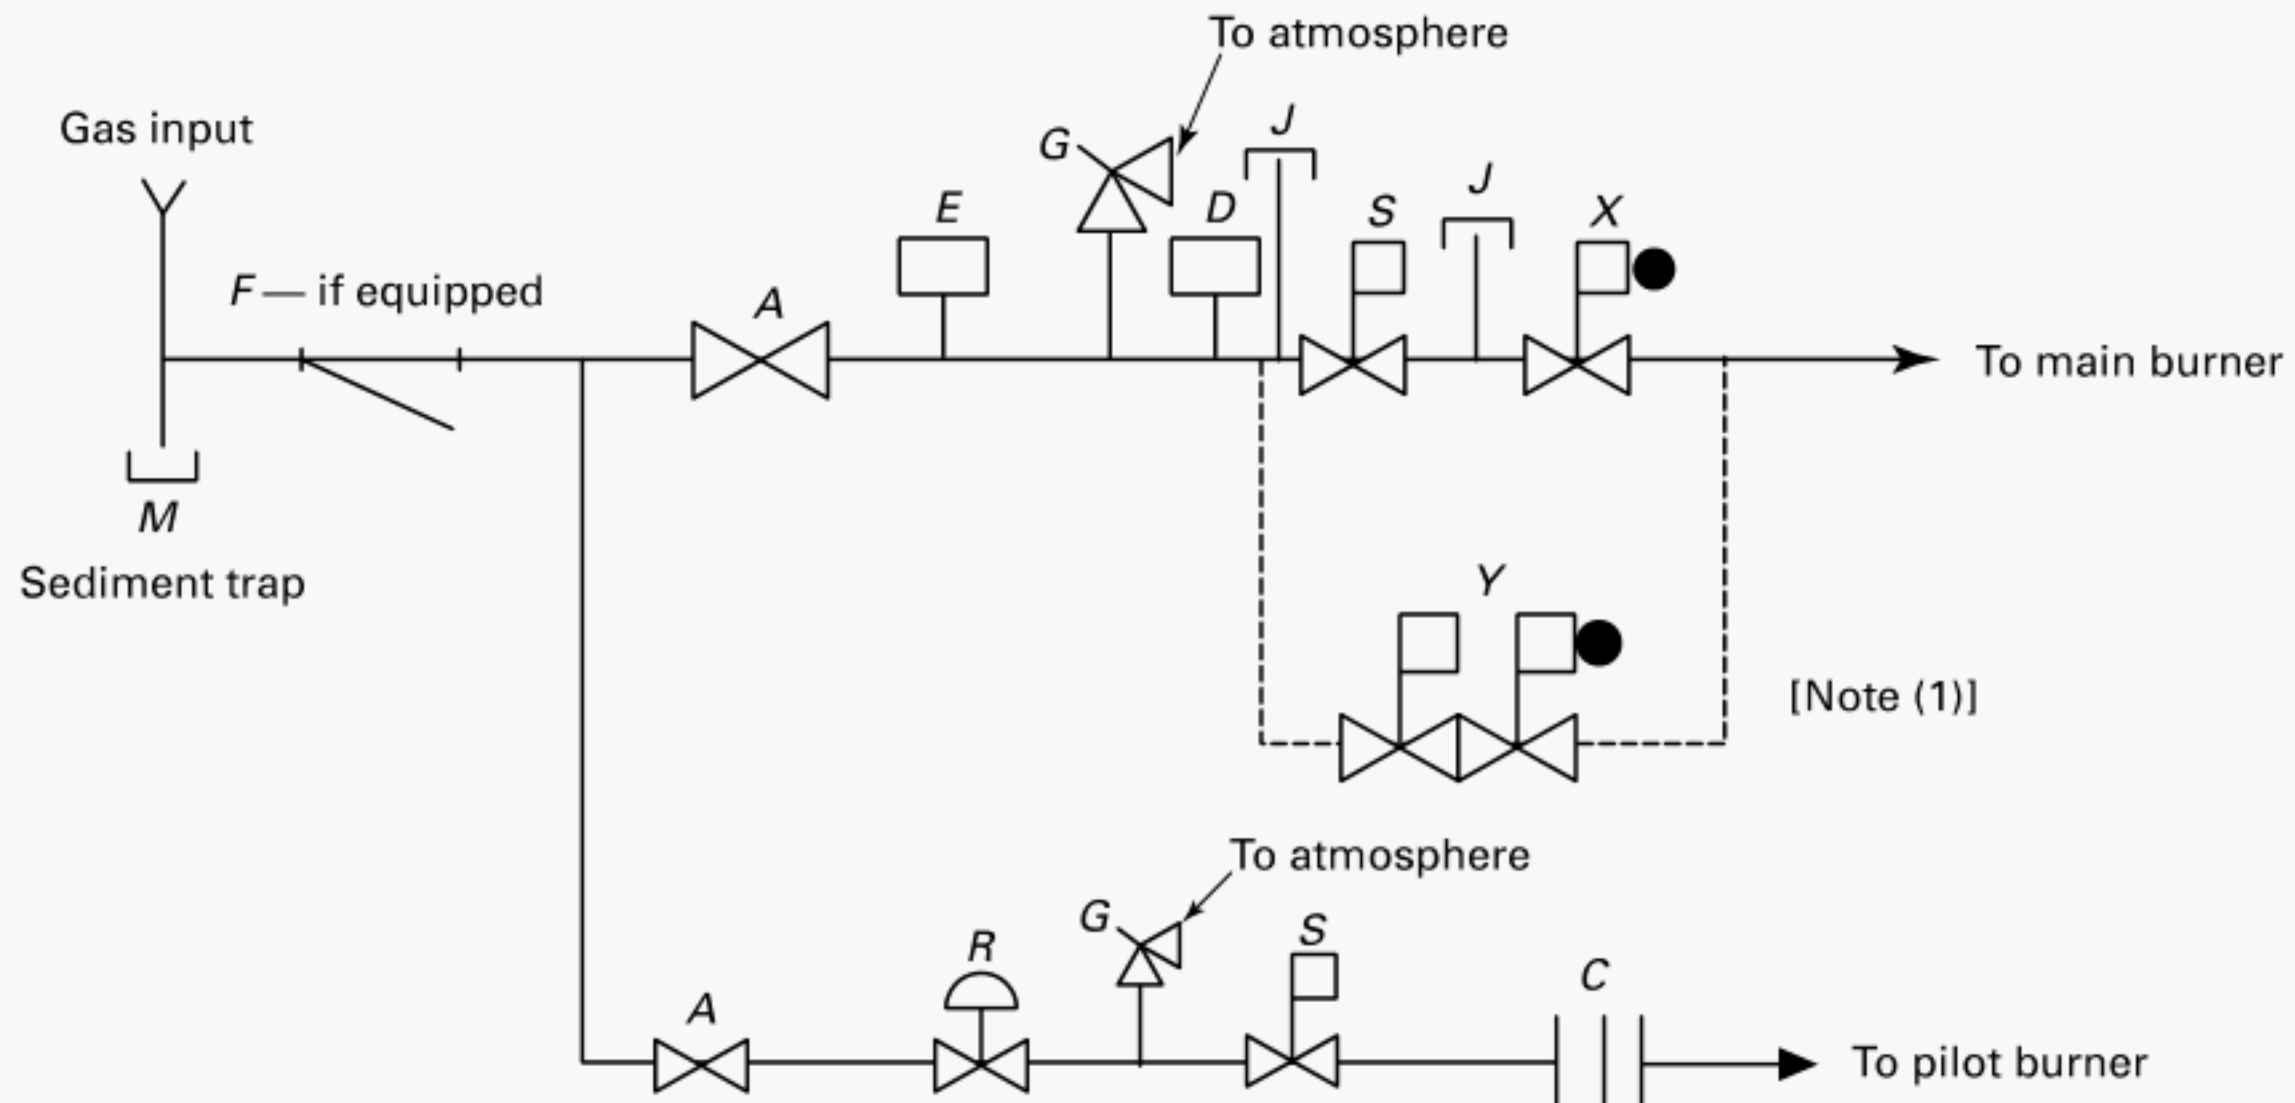 To atmosphere
Gas input
J
G
J
E
D
S
X
F — if equipped
A
To main burner
M
Sediment trap
Y
[Note (1)]
To atmosphere
G
S
R
C
A
To pilot burner